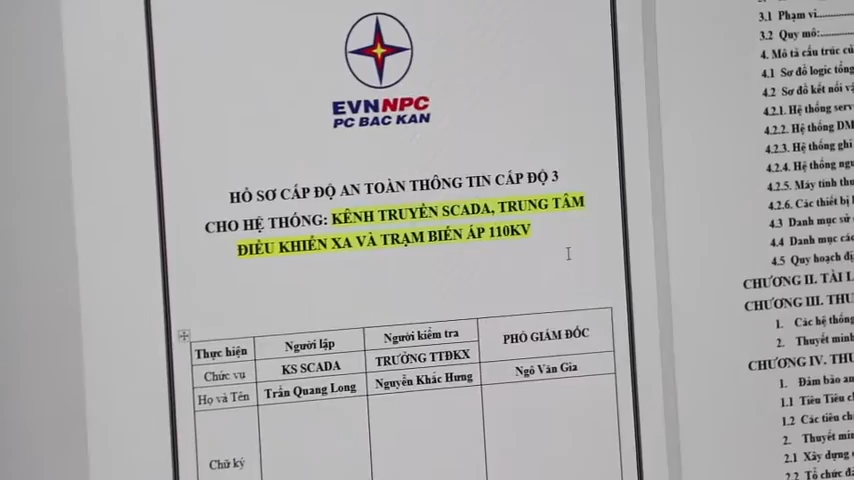 EVNNPC
PC BAC KAN
HỒ SƠ CẤP ĐỘ AN TOÀN THÔNG TIN CẤP ĐỘ 3
CHO HỆ THỐNG: KÊNH TRUYỀN SCADA, TRUNG TÂM
ĐIỀU KHIỂN XA VÀ TRẠM BIẾN ÁP 110KV
Thực hiện
Người lập
Người kiểm tra
PHÓ GIÁM ĐỐC
Chức vụ
KS SCADA
TRƯỞNG TTĐKX
Họ và Tên
Trần Quang Long
Nguyễn Khắc Hưng
Ngô Văn Gia
Chữ ký
3.1 Phạm vi
3.2 Quy mô:
4. Mô tả cấu trúc
4.1 Sơ đồ logic tổng
4.2 Sơ đồ kết nối
4.2.1. Hệ thống
4.2.2. Hệ thống
4.2.3. Hệ thống ghi
4.2.4. Hệ thống
4.2.5. Máy tính
4.2.6. Các thiết bị
4.3 Danh mục
4.4 Danh mục
4.5 Quy hoạch
CHƯƠNG II. TÀI
CHƯƠNG III.
1. Các hệ thống
2. Thuyết minh
CHƯƠNG IV.
1. Đảm bảo
1.1 Tiêu
1.2 Các tiêu
2. Thuyết
2.1 Xây dựng
2.2 Tổ chức